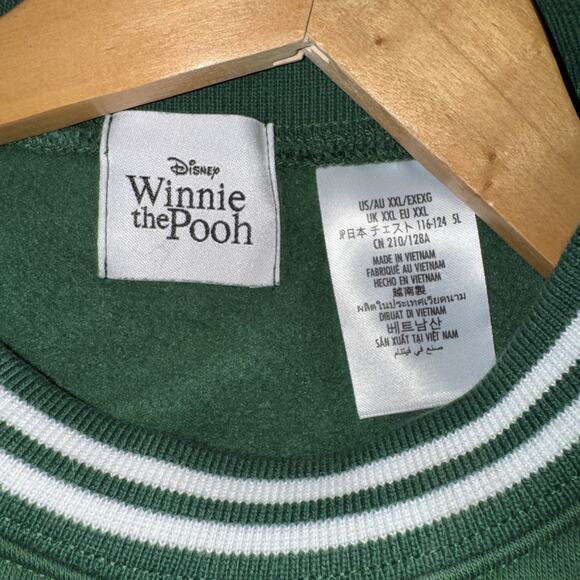 Disney
Winnie
the Pooh
US/AU XXL/EXEXG
UK XXL EU XXL
JP日本 チェスト 116-124 5L
CN 210/128A
MADE IN VIETNAM
FABRIQUÉ AU VIETNAM
HECHO EN VIETNAM
越南製
ผลิตในประเทศเวียดนาม
DIBUAT DI VIETNAM
베트남산
SẢN XUẤT TẠI VIỆT NAM
صنع في فيتنام